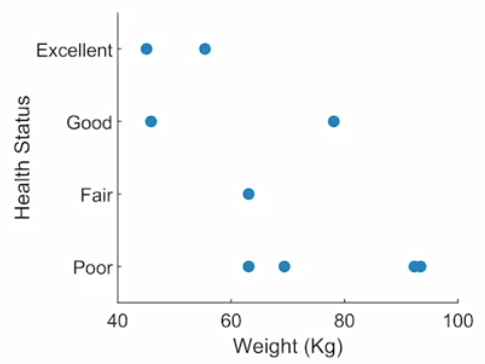 Health Status
Excellent
Good
Fair
Poor
40 60 80 100
Weight (Kg)